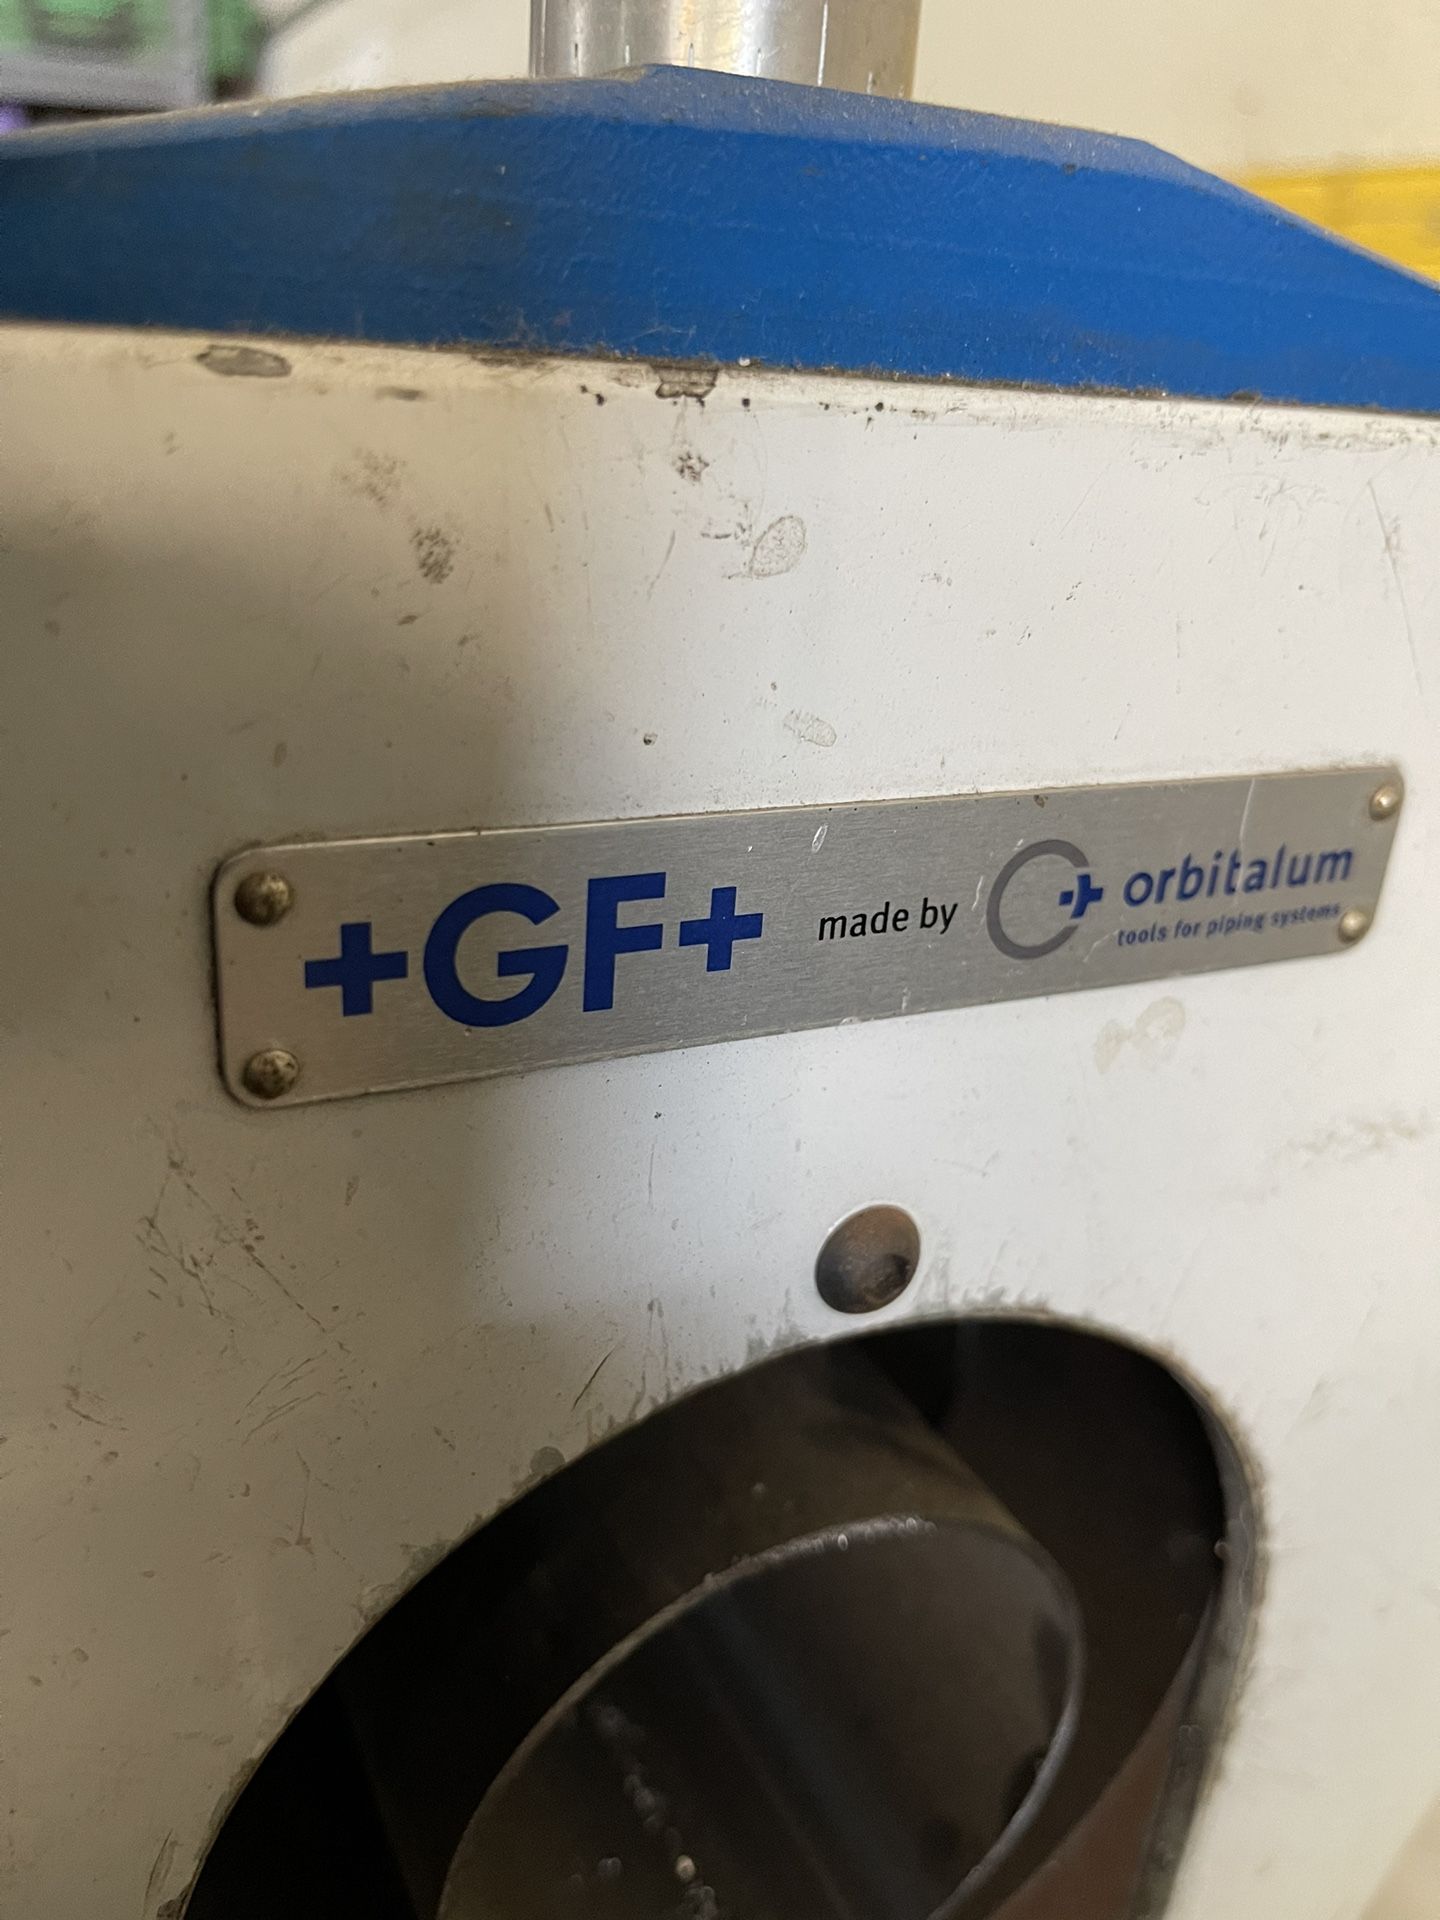 +GF+ made by orbitalum
tools for piping systems